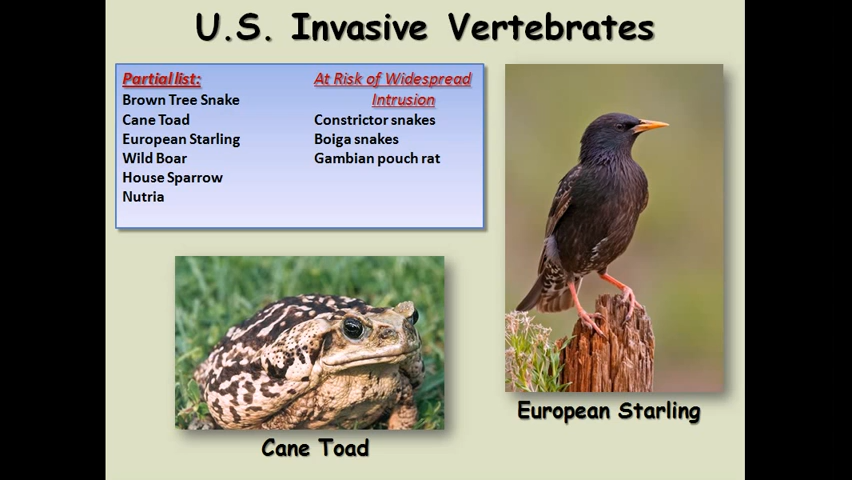 U.S. Invasive Vertebrates
Partial list:
Brown Tree Snake
Cane Toad
European Starling
Wild Boar
House Sparrow
Nutria
At Risk of Widespread
Intrusion
Constrictor snakes
Boiga snakes
Gambian pouch rat
Cane Toad
European Starling